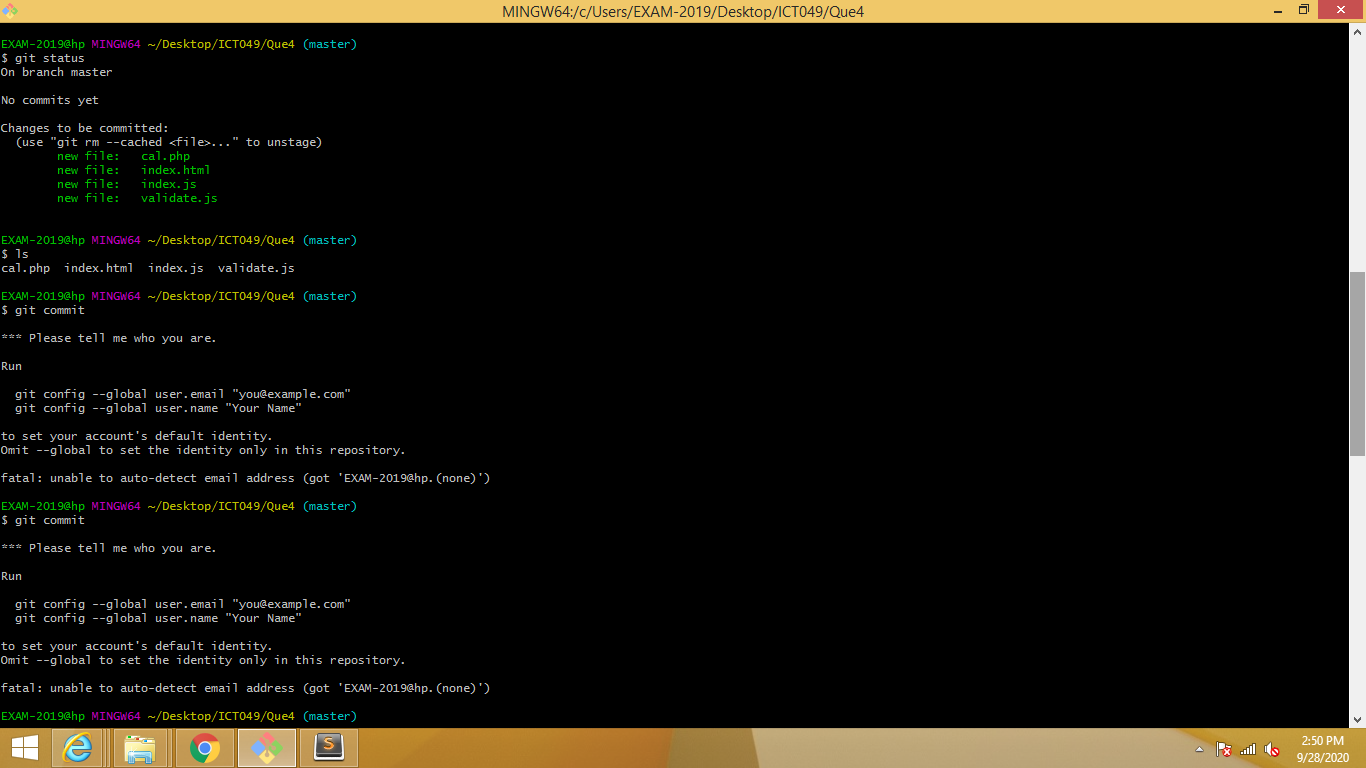 MINGW64:/c/Users/EXAM-2019/Desktop/ICT049/Que4
EXAM-2019@hp MINGW64 ~/Desktop/ICT049/Que4 (master)
$ git status
On branch master
No commits yet
Changes to be committed:
  (use "git rm --cached <file>..." to unstage)
        new file:   cal.php
        new file:   index.html
        new file:   index.js
        new file:   validate.js
EXAM-2019@hp MINGW64 ~/Desktop/ICT049/Que4 (master)
$ ls
cal.php  index.html  index.js  validate.js
EXAM-2019@hp MINGW64 ~/Desktop/ICT049/Que4 (master)
$ git commit
*** Please tell me who you are.
Run
  git config --global user.email "you@example.com"
  git config --global user.name "Your Name"
to set your account's default identity.
Omit --global to set the identity only in this repository.
fatal: unable to auto-detect email address (got 'EXAM-2019@hp.(none)')
EXAM-2019@hp MINGW64 ~/Desktop/ICT049/Que4 (master)
$ git commit
*** Please tell me who you are.
Run
  git config --global user.email "you@example.com"
  git config --global user.name "Your Name"
to set your account's default identity.
Omit --global to set the identity only in this repository.
fatal: unable to auto-detect email address (got 'EXAM-2019@hp.(none)')
EXAM-2019@hp MINGW64 ~/Desktop/ICT049/Que4 (master)
2:50 PM
9/28/2020